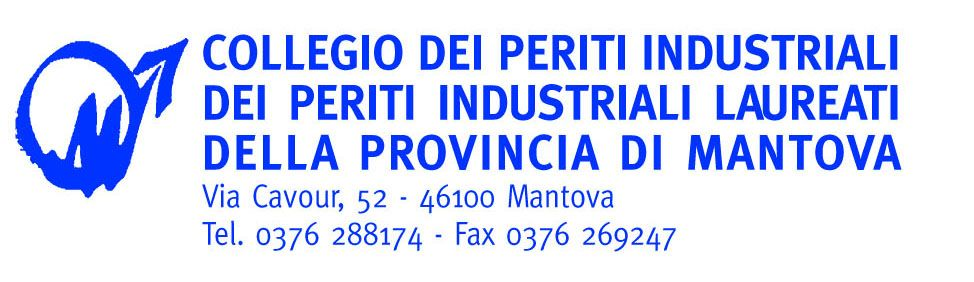 COLLEGIO DEI PERITI INDUSTRIALI
DEI PERITI INDUSTRIALI LAUREATI
DELLA PROVINCIA DI MANTOVA
Via Cavour, 52 - 46100 Mantova
Tel. 0376 288174 - Fax 0376 269247